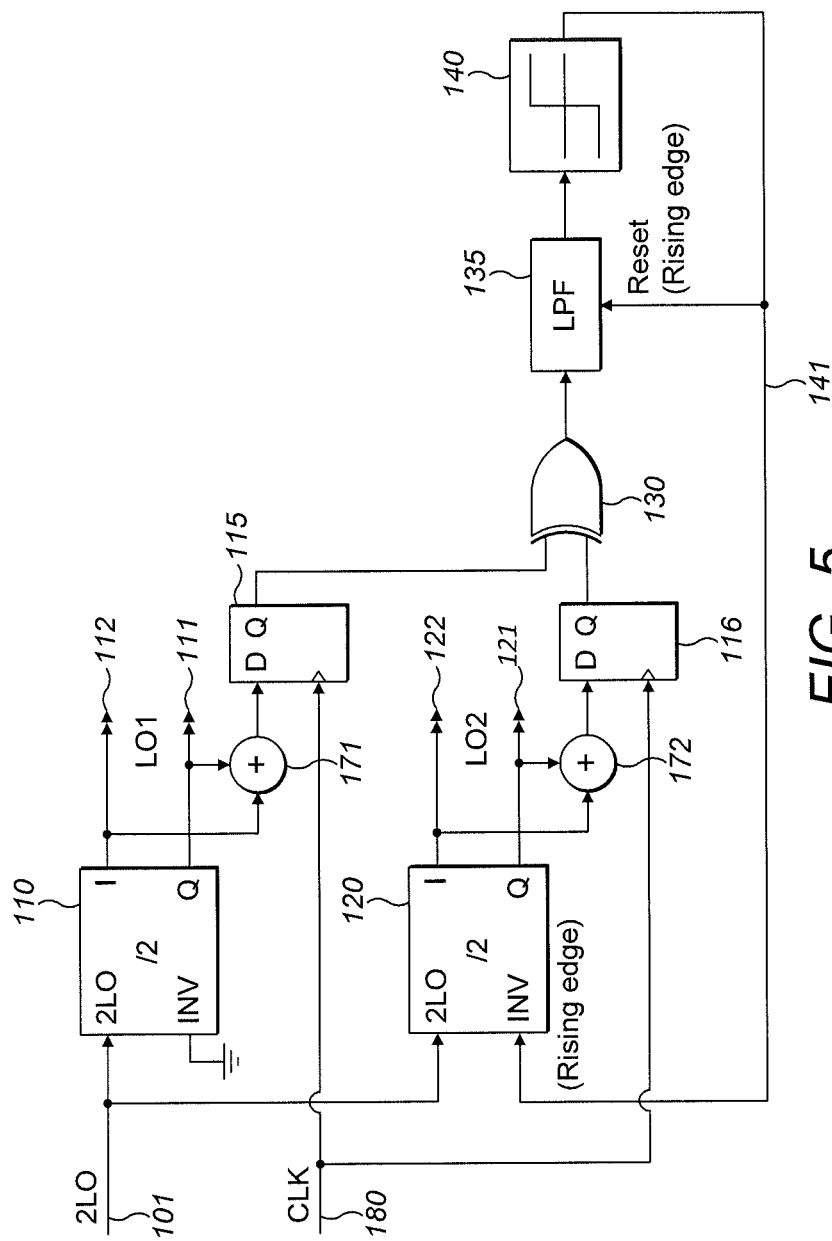 2LO
101
CLK
180
110
2LO
I
/2
INV
Q
112
LO1
111
171
115
D Q
120
2LO
I
/2
INV
Q
(Rising edge)
122
LO2
121
172
D Q
116
130
135
LPF
Reset
(Rising edge)
140
141
FIG. 5